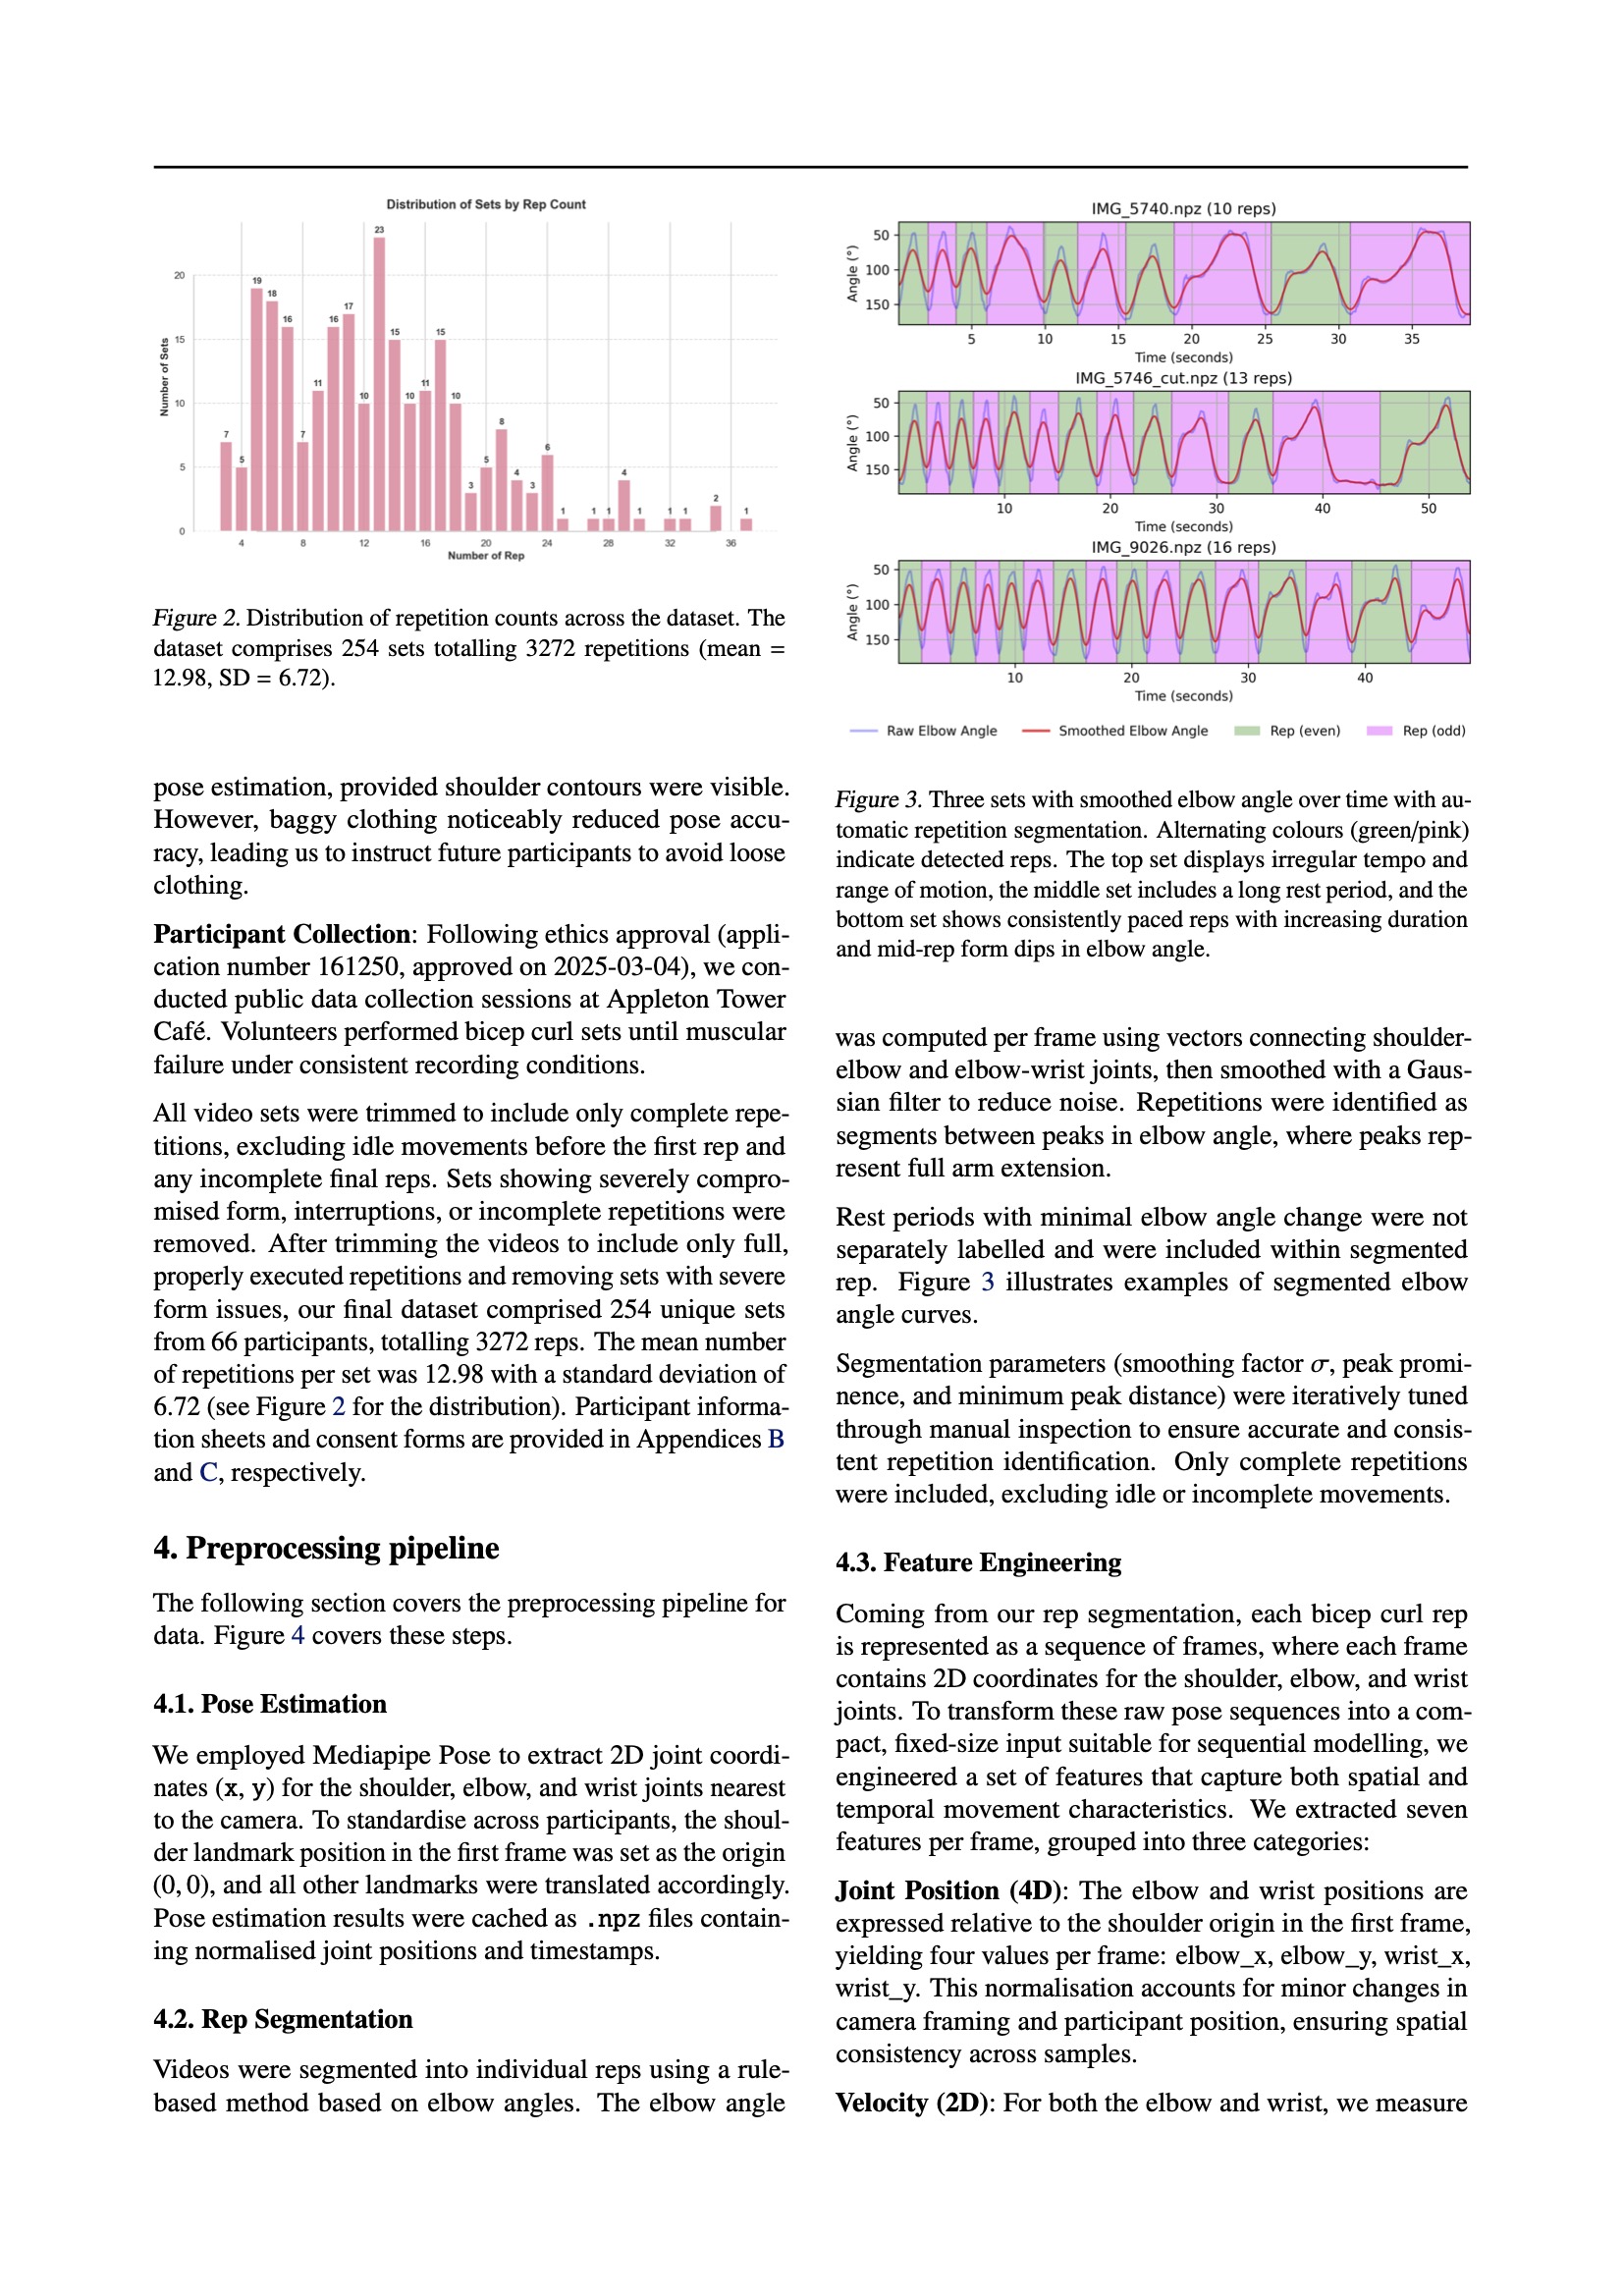 Distribution of Sets by Rep Count
Number of Sets
20
15
10
5
0
7
5
19
18
16
7
11
16
17
10
23
15
10
11
15
10
3
5
8
4
3
6
1
1
1
4
1
1
1
2
1
4 8 12 16 20 24 28 32 36
Number of Rep
Figure 2. Distribution of repetition counts across the dataset. The
dataset comprises 254 sets totalling 3272 repetitions (mean =
12.98, SD = 6.72).
pose estimation, provided shoulder contours were visible.
However, baggy clothing noticeably reduced pose accu-
racy, leading us to instruct future participants to avoid loose
clothing.
Participant Collection: Following ethics approval (appli-
cation number 161250, approved on 2025-03-04), we con-
ducted public data collection sessions at Appleton Tower
Café. Volunteers performed bicep curl sets until muscular
failure under consistent recording conditions.
All video sets were trimmed to include only complete repe-
titions, excluding idle movements before the first rep and
any incomplete final reps. Sets showing severely compro-
mised form, interruptions, or incomplete repetitions were
removed. After trimming the videos to include only full,
properly executed repetitions and removing sets with severe
form issues, our final dataset comprised 254 unique sets
from 66 participants, totalling 3272 reps. The mean number
of repetitions per set was 12.98 with a standard deviation of
6.72 (see Figure 2 for the distribution). Participant informa-
tion sheets and consent forms are provided in Appendices B
and C, respectively.
4. Preprocessing pipeline
The following section covers the preprocessing pipeline for
data. Figure 4 covers these steps.
4.1. Pose Estimation
We employed Mediapipe Pose to extract 2D joint coordi-
nates (x, y) for the shoulder, elbow, and wrist joints nearest
to the camera. To standardise across participants, the shoul-
der landmark position in the first frame was set as the origin
(0, 0), and all other landmarks were translated accordingly.
Pose estimation results were cached as .npz files contain-
ing normalised joint positions and timestamps.
4.2. Rep Segmentation
Videos were segmented into individual reps using a rule-
based method based on elbow angles. The elbow angle
IMG_5740.npz (10 reps)
Angle (°)
50
100
150
5 10 15 20 25 30 35
Time (seconds)
IMG_5746_cut.npz (13 reps)
Angle (°)
50
100
150
10 20 30 40 50
Time (seconds)
IMG_9026.npz (16 reps)
Angle (°)
50
100
150
10 20 30 40
Time (seconds)
Raw Elbow Angle Smoothed Elbow Angle Rep (even) Rep (odd)
Figure 3. Three sets with smoothed elbow angle over time with au-
tomatic repetition segmentation. Alternating colours (green/pink)
indicate detected reps. The top set displays irregular tempo and
range of motion, the middle set includes a long rest period, and the
bottom set shows consistently paced reps with increasing duration
and mid-rep form dips in elbow angle.
was computed per frame using vectors connecting shoulder-
elbow and elbow-wrist joints, then smoothed with a Gaus-
sian filter to reduce noise. Repetitions were identified as
segments between peaks in elbow angle, where peaks rep-
resent full arm extension.
Rest periods with minimal elbow angle change were not
separately labelled and were included within segmented
rep. Figure 3 illustrates examples of segmented elbow
angle curves.
Segmentation parameters (smoothing factor σ, peak promi-
nence, and minimum peak distance) were iteratively tuned
through manual inspection to ensure accurate and consis-
tent repetition identification. Only complete repetitions
were included, excluding idle or incomplete movements.
4.3. Feature Engineering
Coming from our rep segmentation, each bicep curl rep
is represented as a sequence of frames, where each frame
contains 2D coordinates for the shoulder, elbow, and wrist
joints. To transform these raw pose sequences into a com-
pact, fixed-size input suitable for sequential modelling, we
engineered a set of features that capture both spatial and
temporal movement characteristics. We extracted seven
features per frame, grouped into three categories:
Joint Position (4D): The elbow and wrist positions are
expressed relative to the shoulder origin in the first frame,
yielding four values per frame: elbow_x, elbow_y, wrist_x,
wrist_y. This normalisation accounts for minor changes in
camera framing and participant position, ensuring spatial
consistency across samples.
Velocity (2D): For both the elbow and wrist, we measure